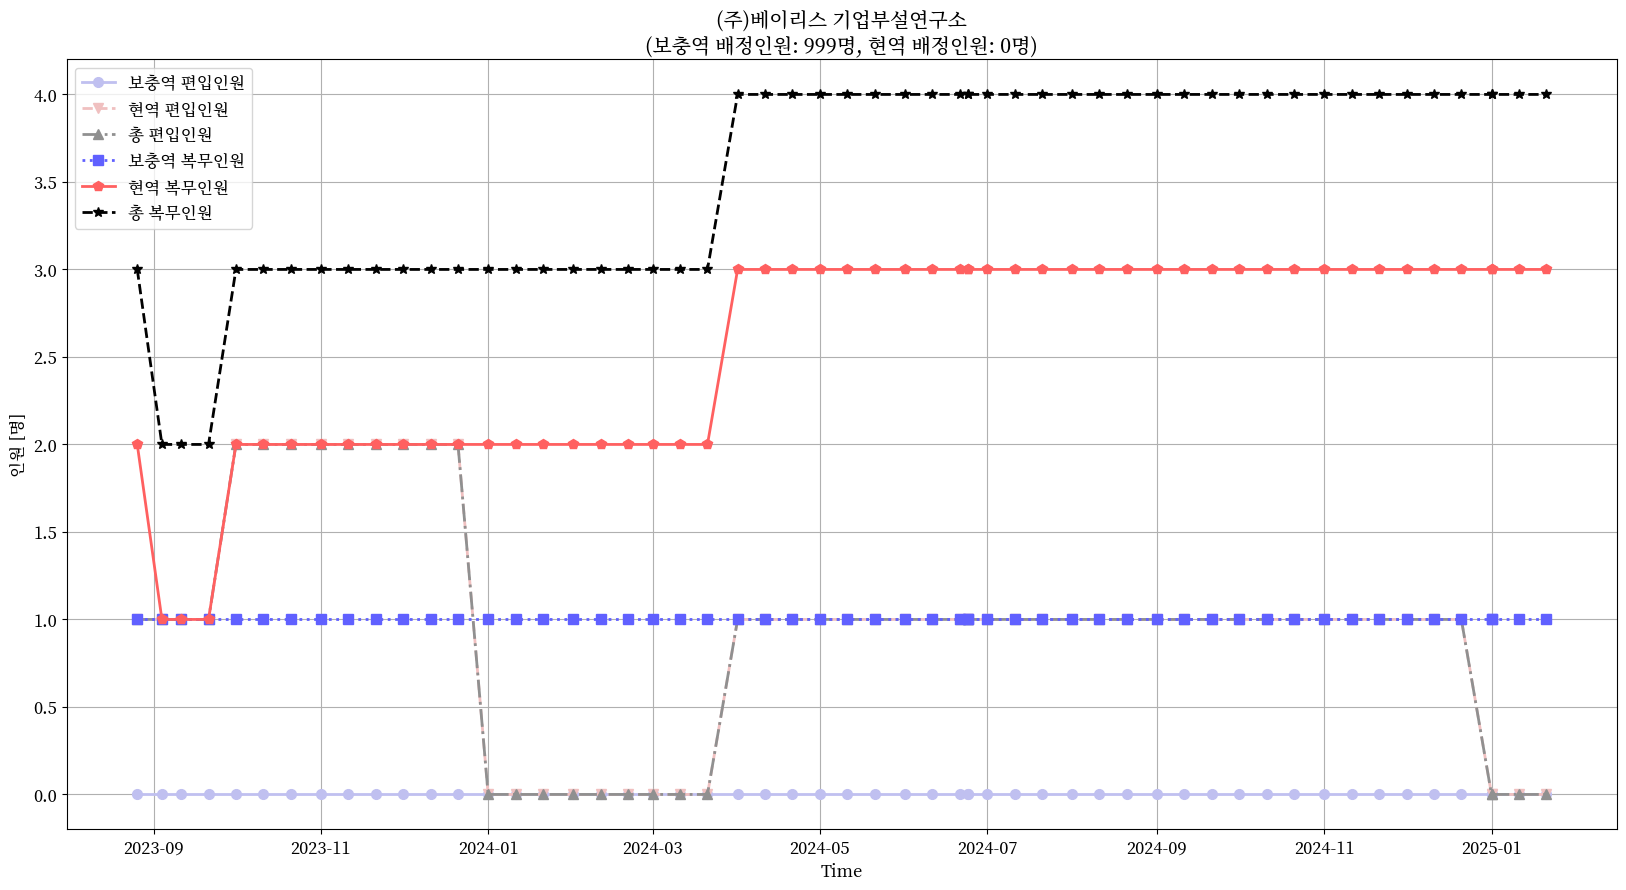 (주)베이리스 기업부설연구소
(보충역 배정인원: 999명, 현역 배정인원: 0명)
보충역 편입인원
현역 편입인원
총 편입인원
보충역 복무인원
현역 복무인원
총 복무인원
4.0
3.5
3.0
2.5
2.0
1.5
1.0
0.5
0.0
인원 [명]
2023-09
2023-11
2024-01
2024-03
2024-05
2024-07
2024-09
2024-11
2025-01
Time